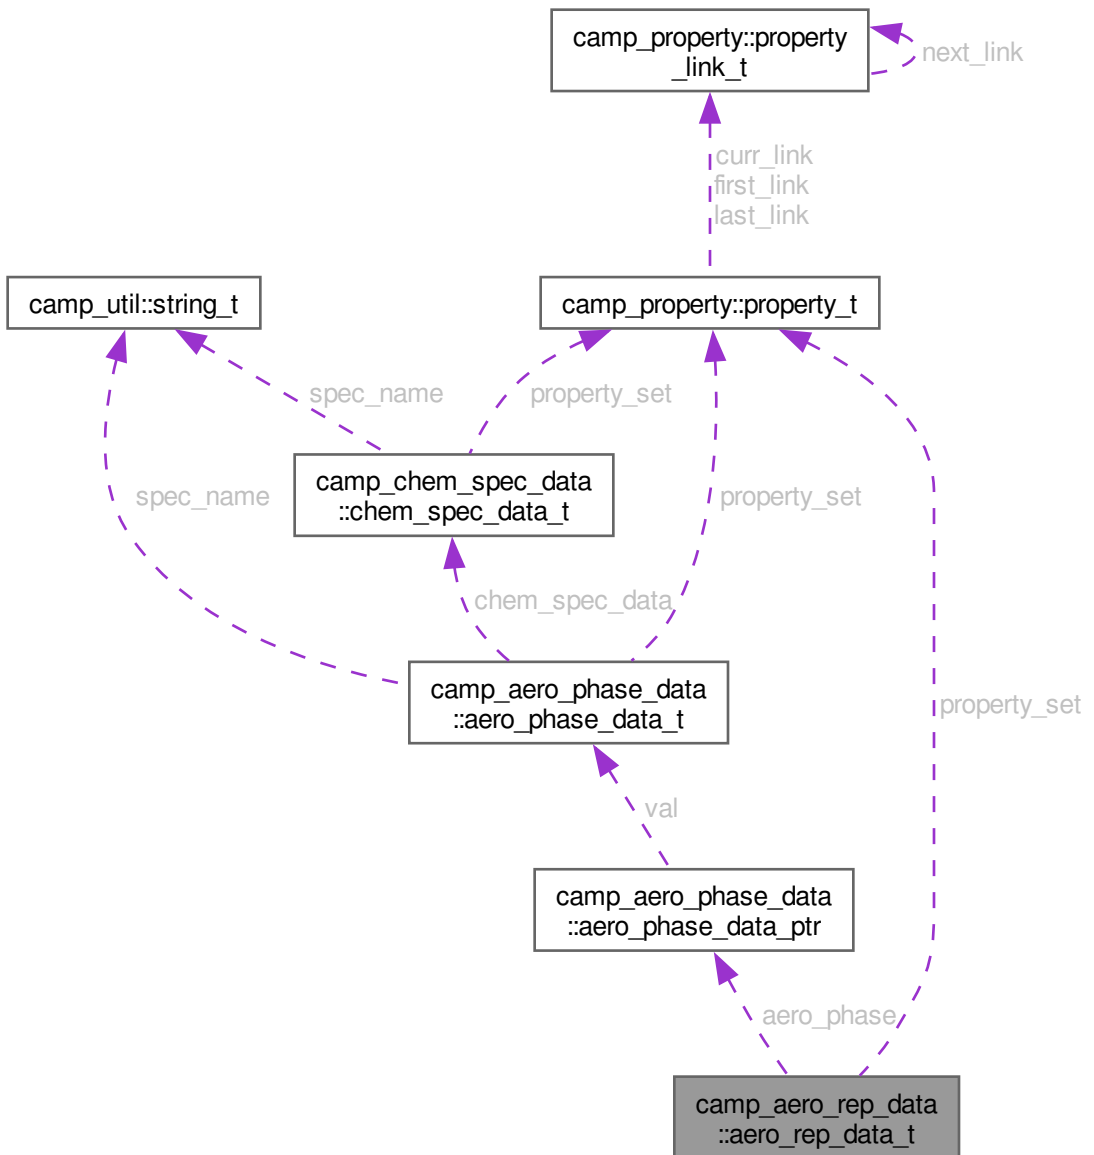 camp_property::property
_link_t
next_link
curr_link
first_link
last_link
camp_util::string_t
camp_property::property_t
spec_name
property_set
camp_chem_spec_data
::chem_spec_data_t
spec_name
property_set
chem_spec_data
camp_aero_phase_data
::aero_phase_data_t
property_set
val
camp_aero_phase_data
::aero_phase_data_ptr
aero_phase
camp_aero_rep_data
::aero_rep_data_t